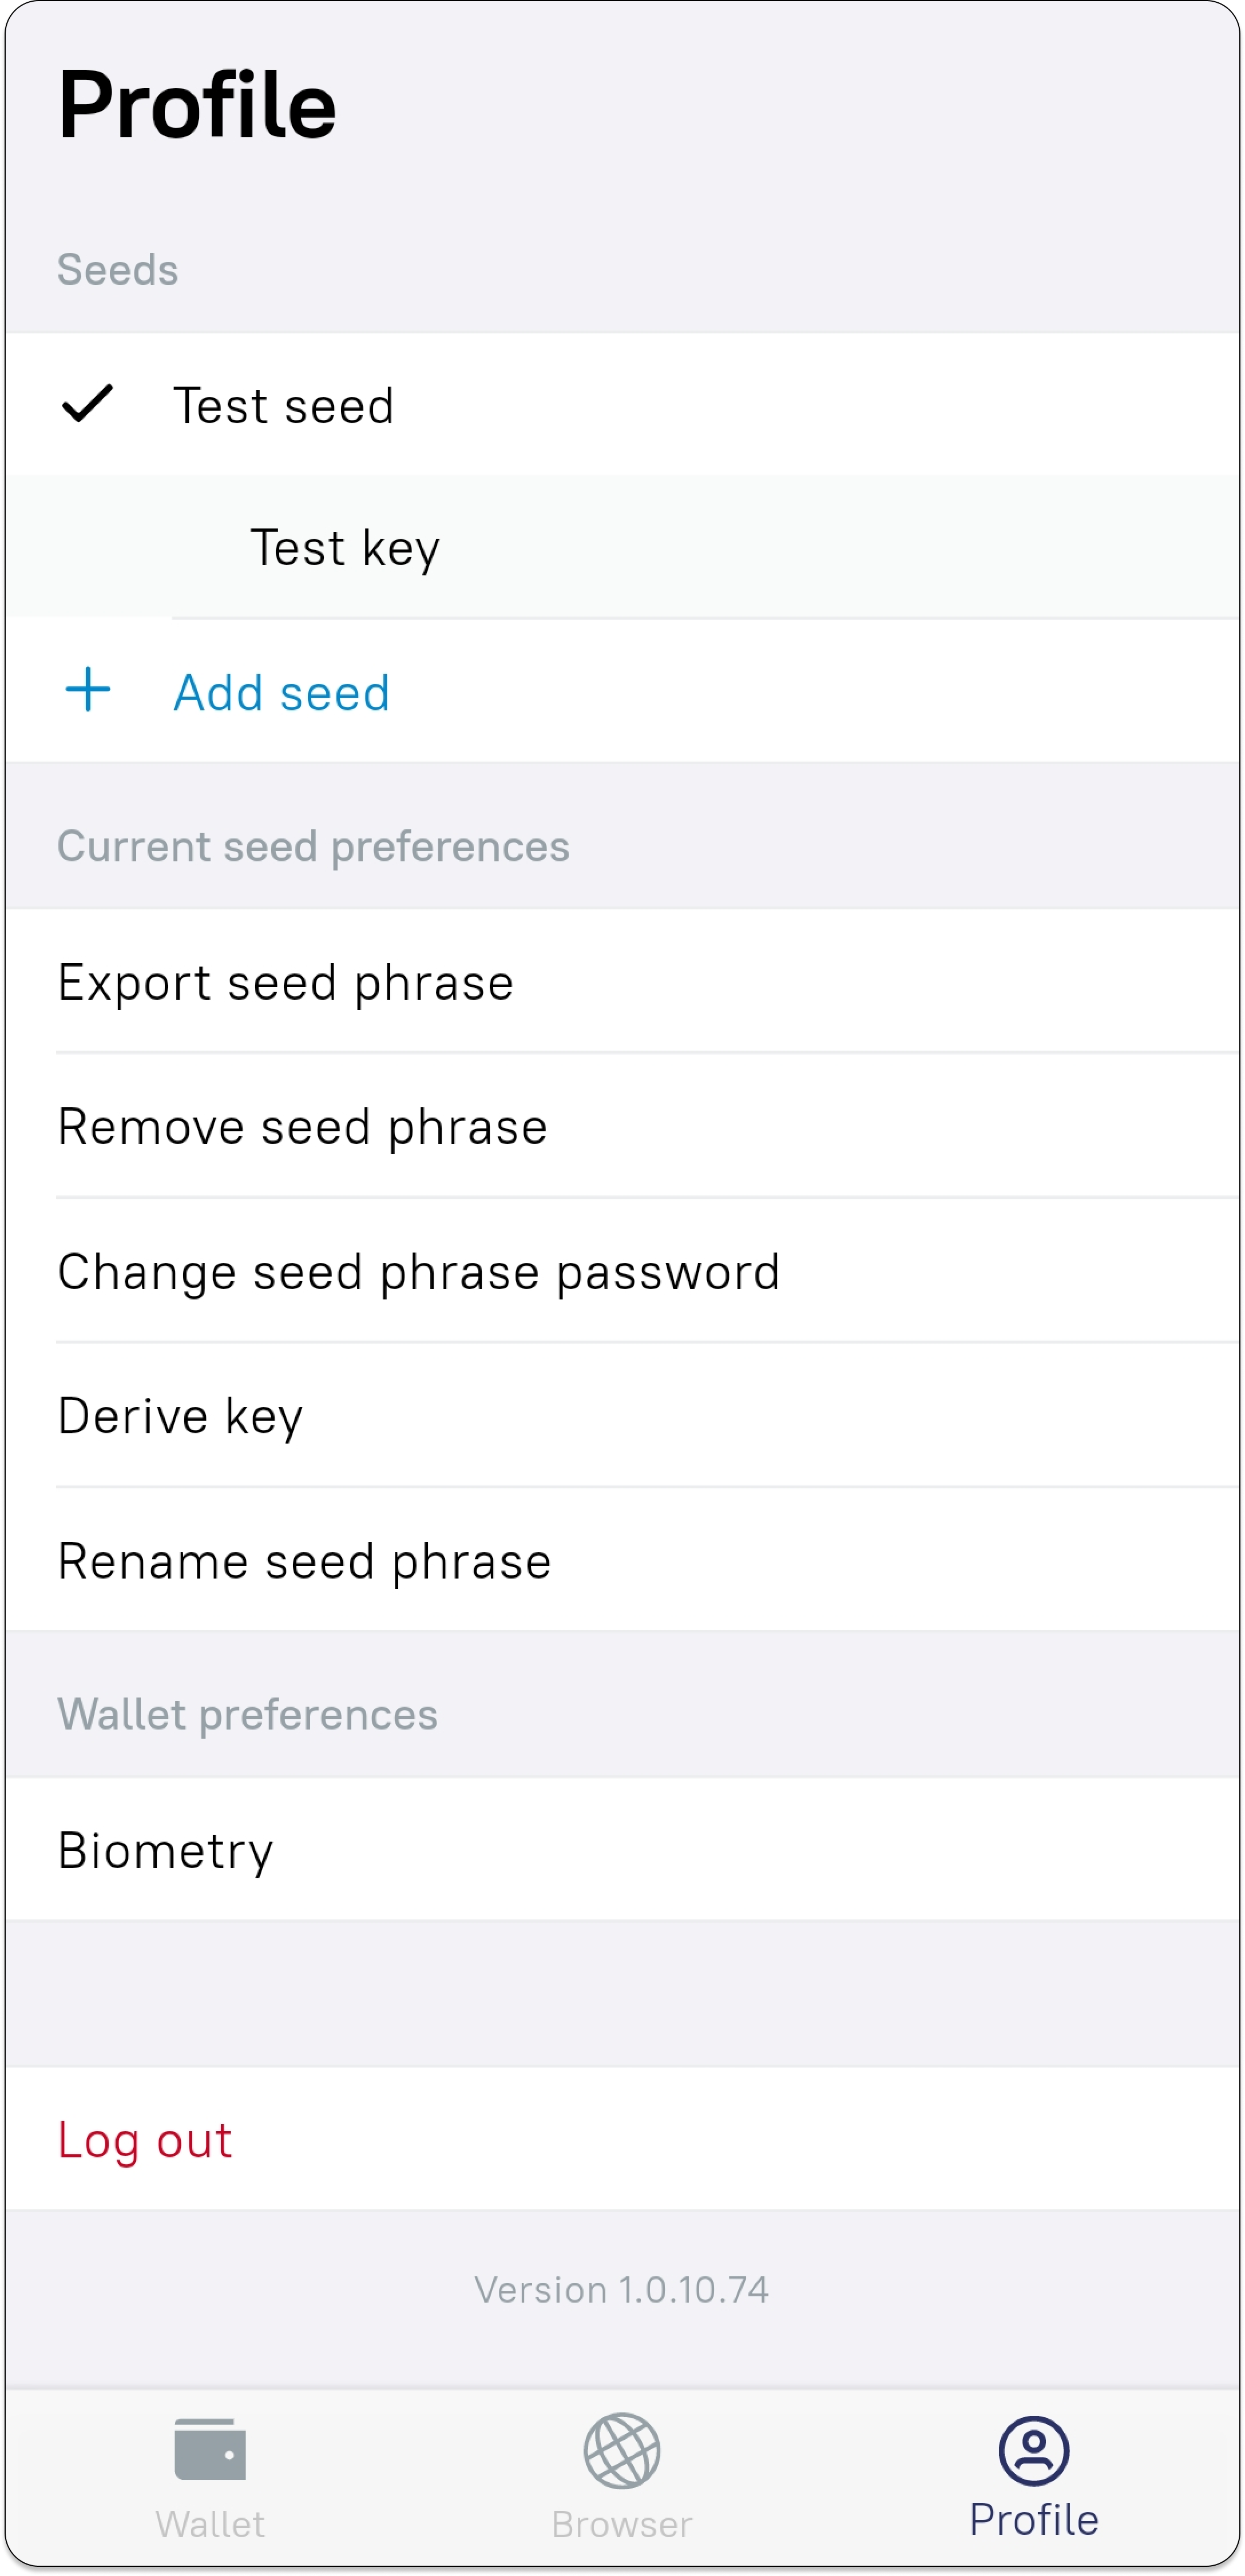 Profile
Seeds
Test seed
Test key
Add seed
Current seed preferences
Export seed phrase
Remove seed phrase
Change seed phrase password
Derive key
Rename seed phrase
Wallet preferences
Biometry
Log out
Version 1.0.10.74
Wallet
Browser
Profile